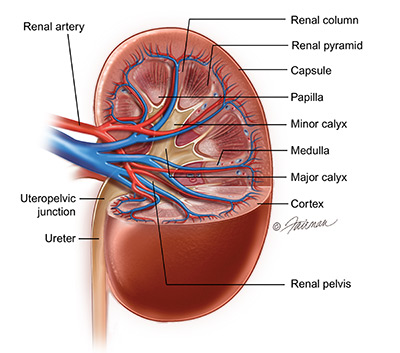 Renal artery
Renal column
Renal pyramid
Capsule
Papilla
Minor calyx
Medulla
Major calyx
Uteropelvic
junction
Cortex
© Fairman
Ureter
Renal pelvis